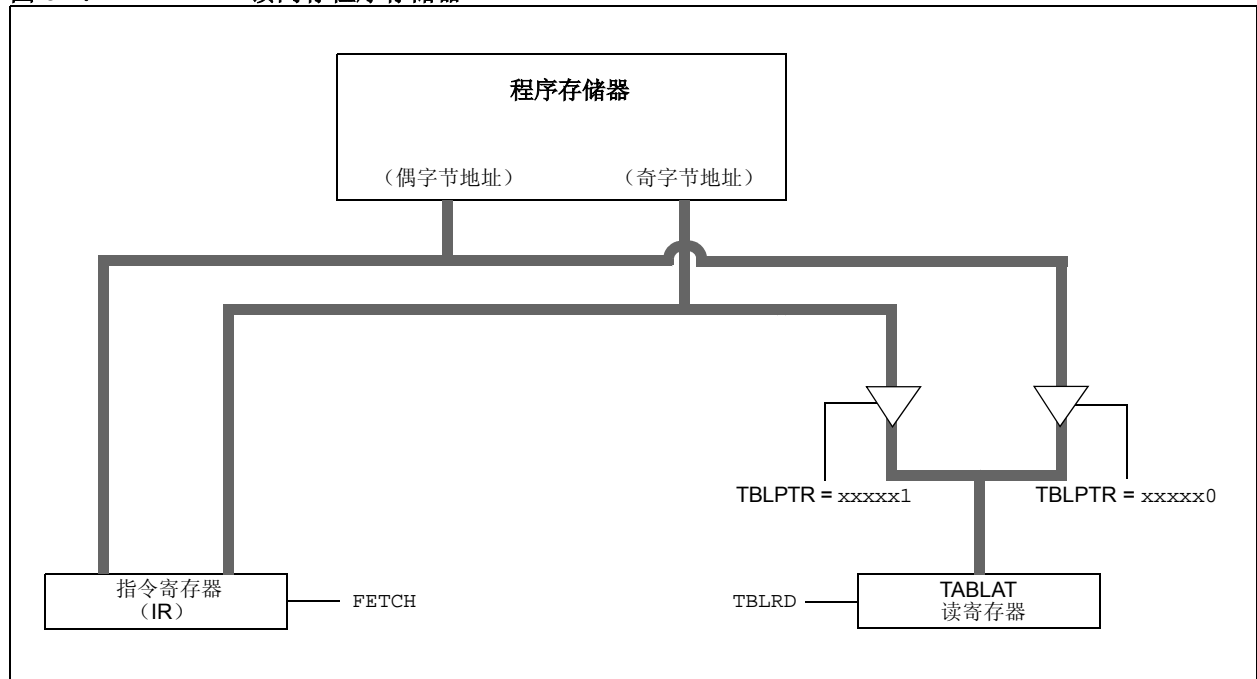 程序存储器
（偶字节地址） （奇字节地址）
TBLPTR = xxxxx1 TBLPTR = xxxxx0
指令寄存器
（IR）
FETCH
TBLRD
TABLAT
读寄存器